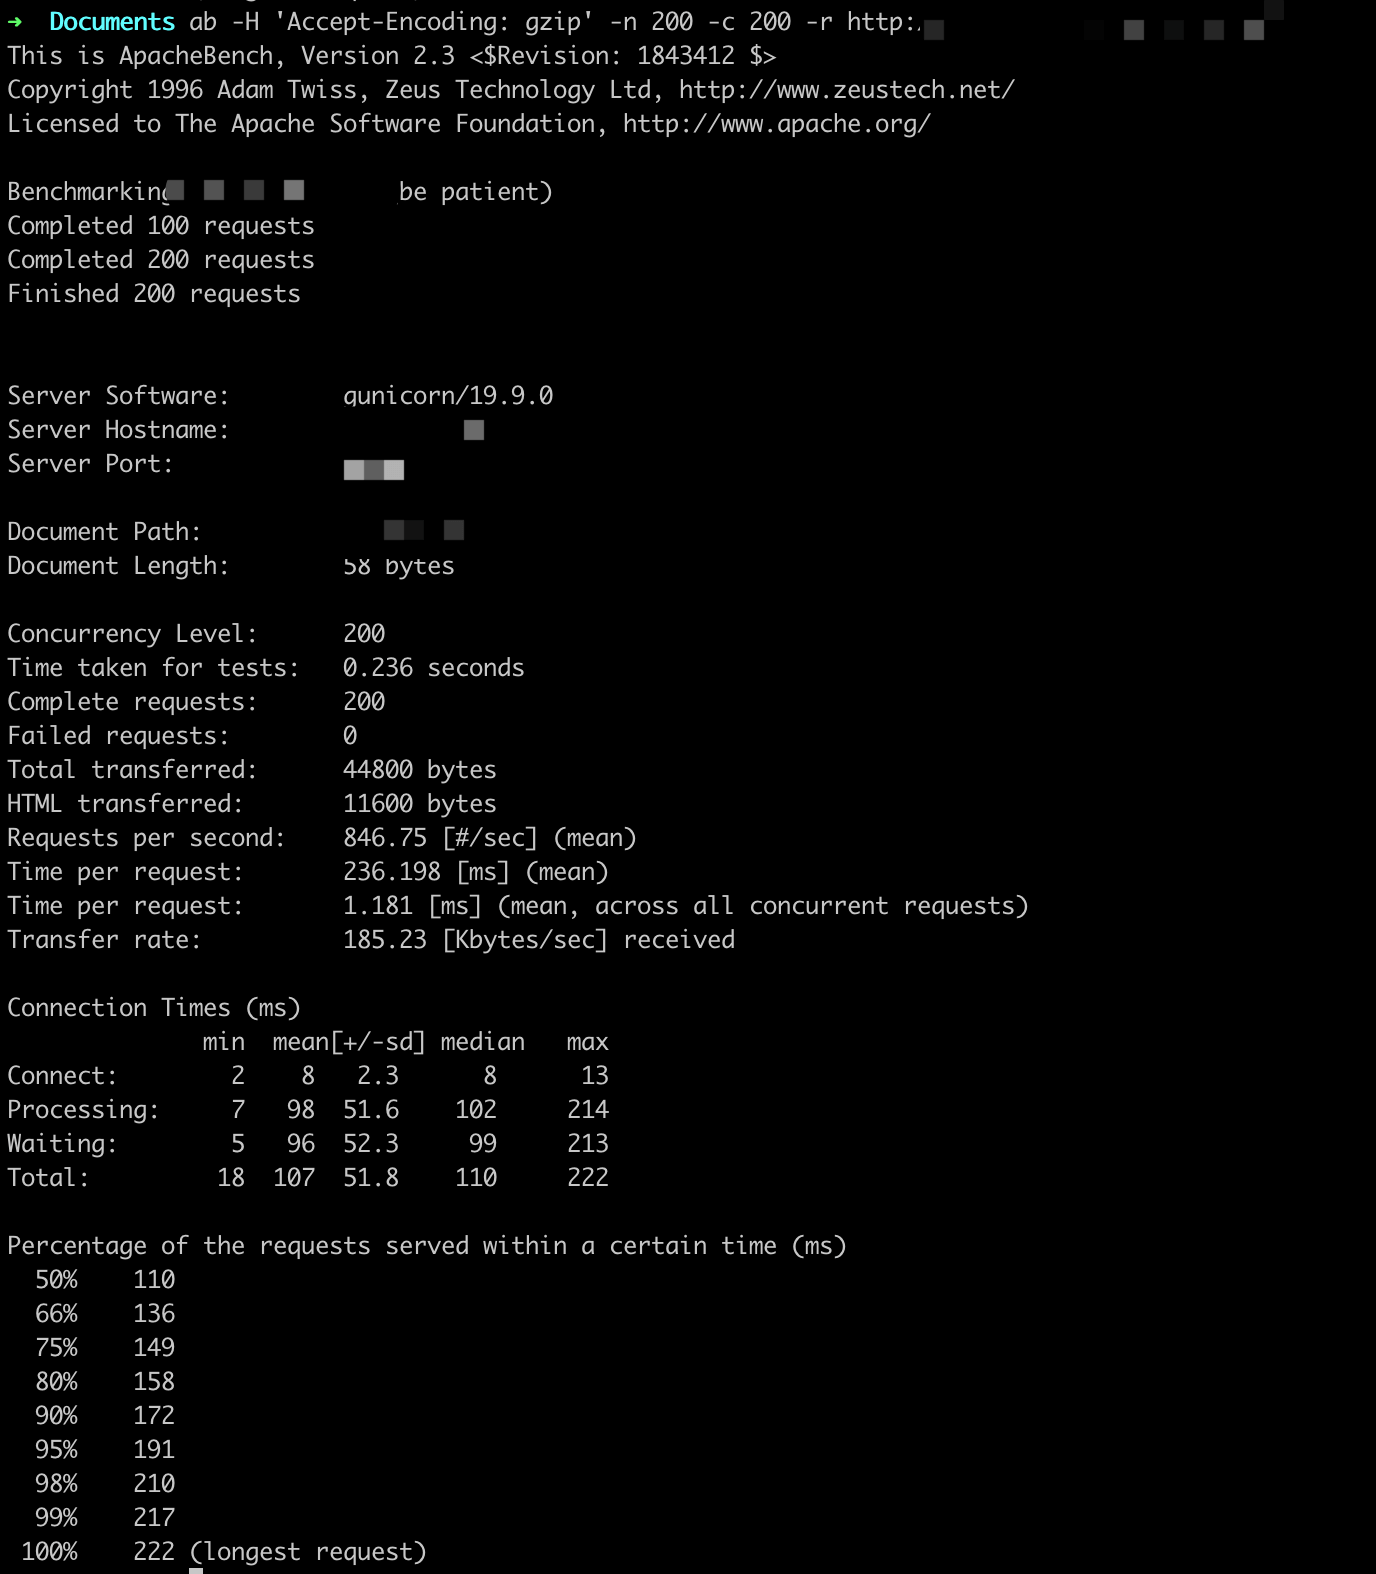 ➜  Documents ab -H 'Accept-Encoding: gzip' -n 200 -c 200 -r http:
This is ApacheBench, Version 2.3 <$Revision: 1843412 $>
Copyright 1996 Adam Twiss, Zeus Technology Ltd, http://www.zeustech.net/
Licensed to The Apache Software Foundation, http://www.apache.org/
Benchmarking be patient)
Completed 100 requests
Completed 200 requests
Finished 200 requests
Server Software:        gunicorn/19.9.0
Server Hostname:
Server Port:
Document Path:
Document Length:        58 bytes
Concurrency Level:      200
Time taken for tests:   0.236 seconds
Complete requests:      200
Failed requests:        0
Total transferred:      44800 bytes
HTML transferred:       11600 bytes
Requests per second:    846.75 [#/sec] (mean)
Time per request:       236.198 [ms] (mean)
Time per request:       1.181 [ms] (mean, across all concurrent requests)
Transfer rate:          185.23 [Kbytes/sec] received
Connection Times (ms)
              min  mean[+/-sd] median   max
Connect:        2    8   2.3      8      13
Processing:     7   98  51.6    102     214
Waiting:        5   96  52.3     99     213
Total:         18  107  51.8    110     222
Percentage of the requests served within a certain time (ms)
  50%    110
  66%    136
  75%    149
  80%    158
  90%    172
  95%    191
  98%    210
  99%    217
 100%    222 (longest request)